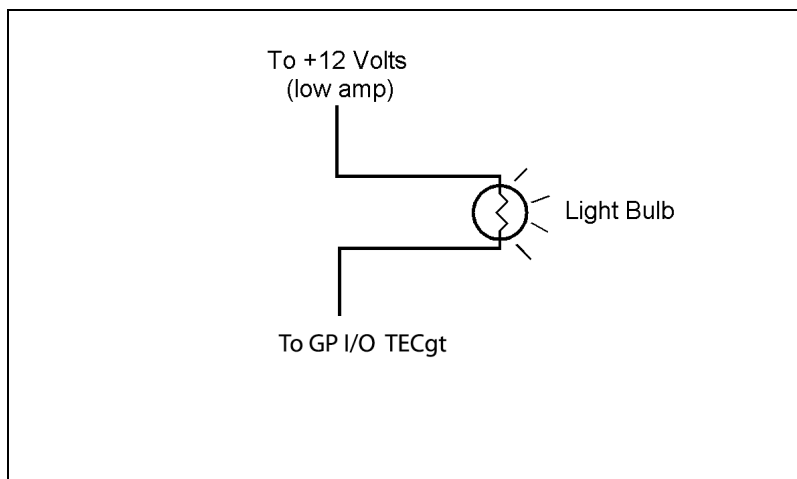 To +12 Volts
(low amp)
Light Bulb
To GP I/O TECgt